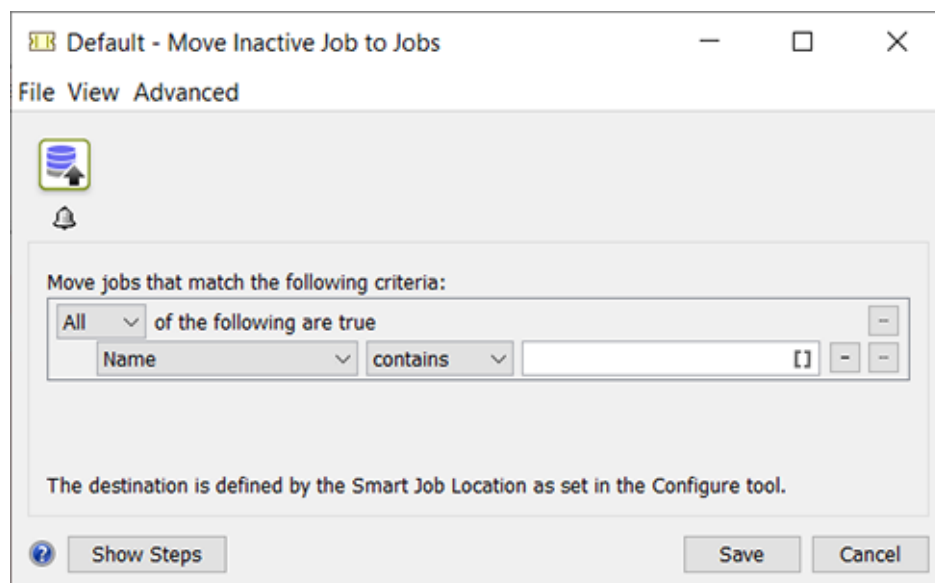 Default - Move Inactive Job to Jobs
File View Advanced
Move jobs that match the following criteria:
All of the following are true
Name contains []
The destination is defined by the Smart Job Location as set in the Configure tool.
? Show Steps Save Cancel